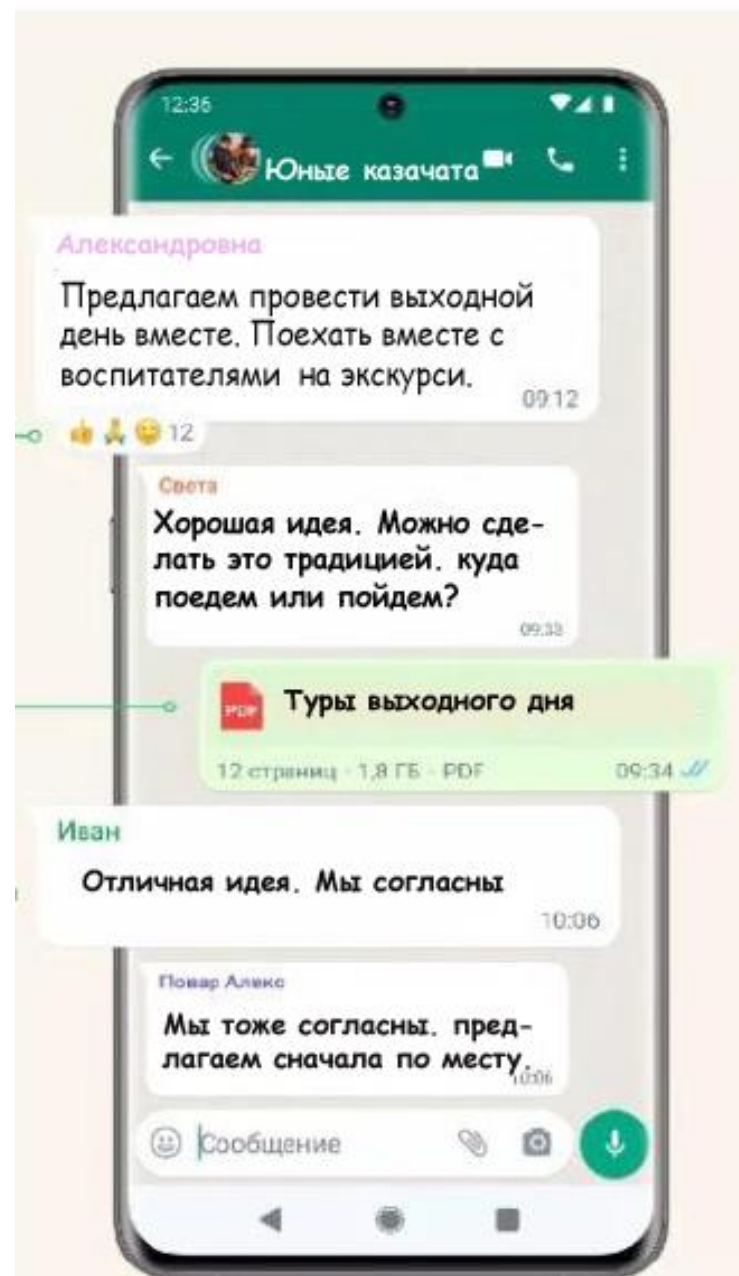 12:36
Юные казачата
Александровна
Предлагаем провести выходной
день вместе. Поехать вместе с
воспитателями на экскурси.
09:12
12
Света
Хорошая идея. Можно сде-
лать это традицией. куда
поедем или пойдем?
09:33
PDF
Туры выходного дня
12 страниц - 1,8 ГБ - PDF
09:34
Иван
Отличная идея. Мы согласны
10:06
Повар Алекс
Мы тоже согласны. пред-
лагаем сначала по месту.
10:06
Сообщение